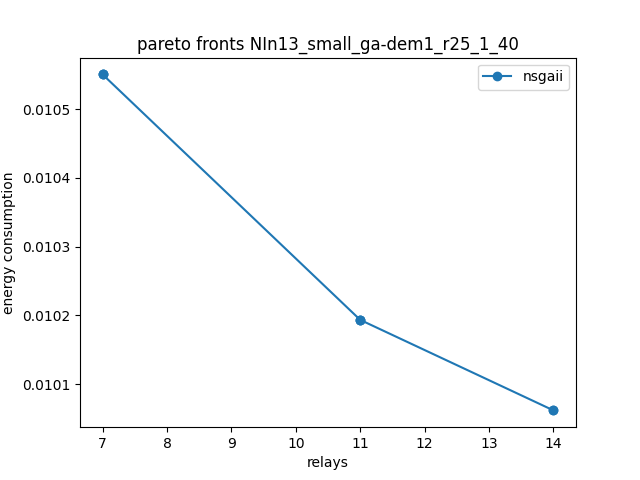 pareto fronts NIn13_small_ga-dem1_r25_1_40
nsgaii
energy consumption
0.0105
0.0104
0.0103
0.0102
0.0101
7 8 9 10 11 12 13 14
relays